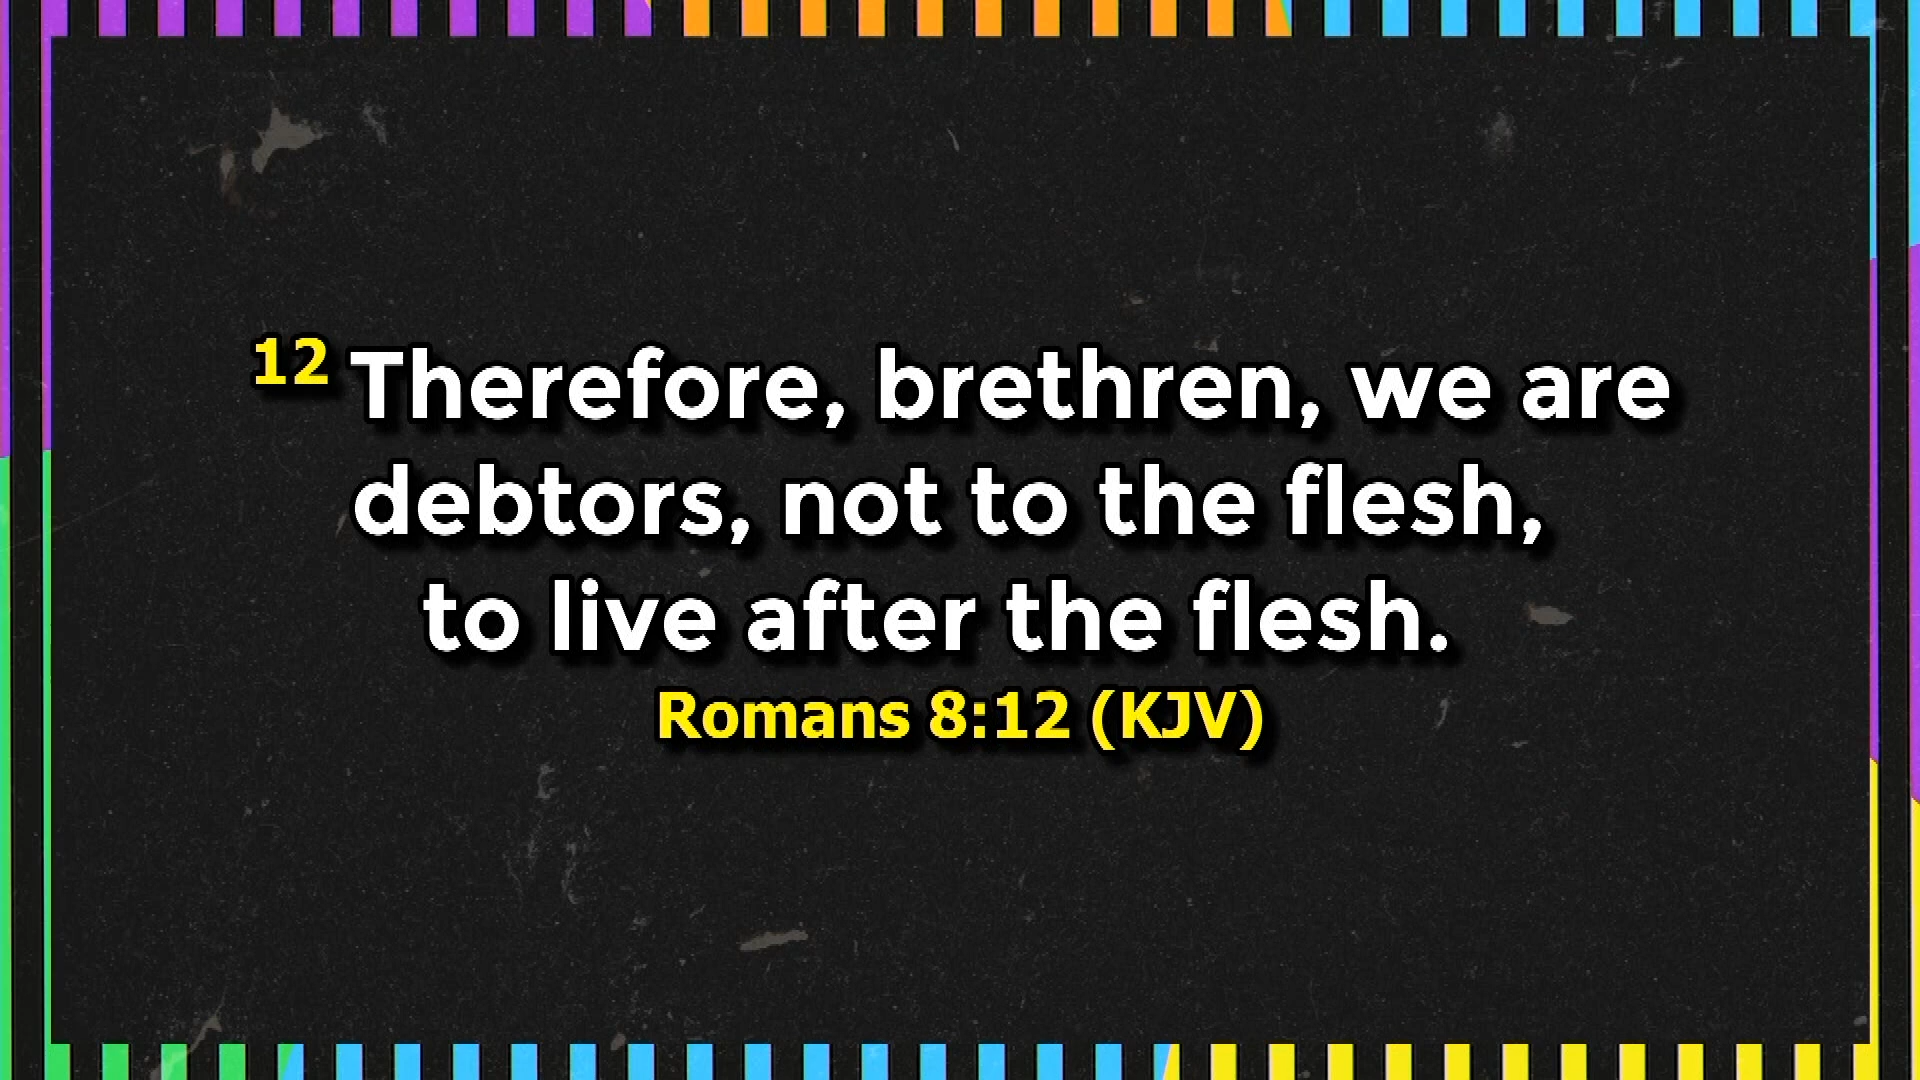 12 Therefore, brethren, we are
debtors, not to the flesh,
to live after the flesh.
Romans 8:12 (KJV)